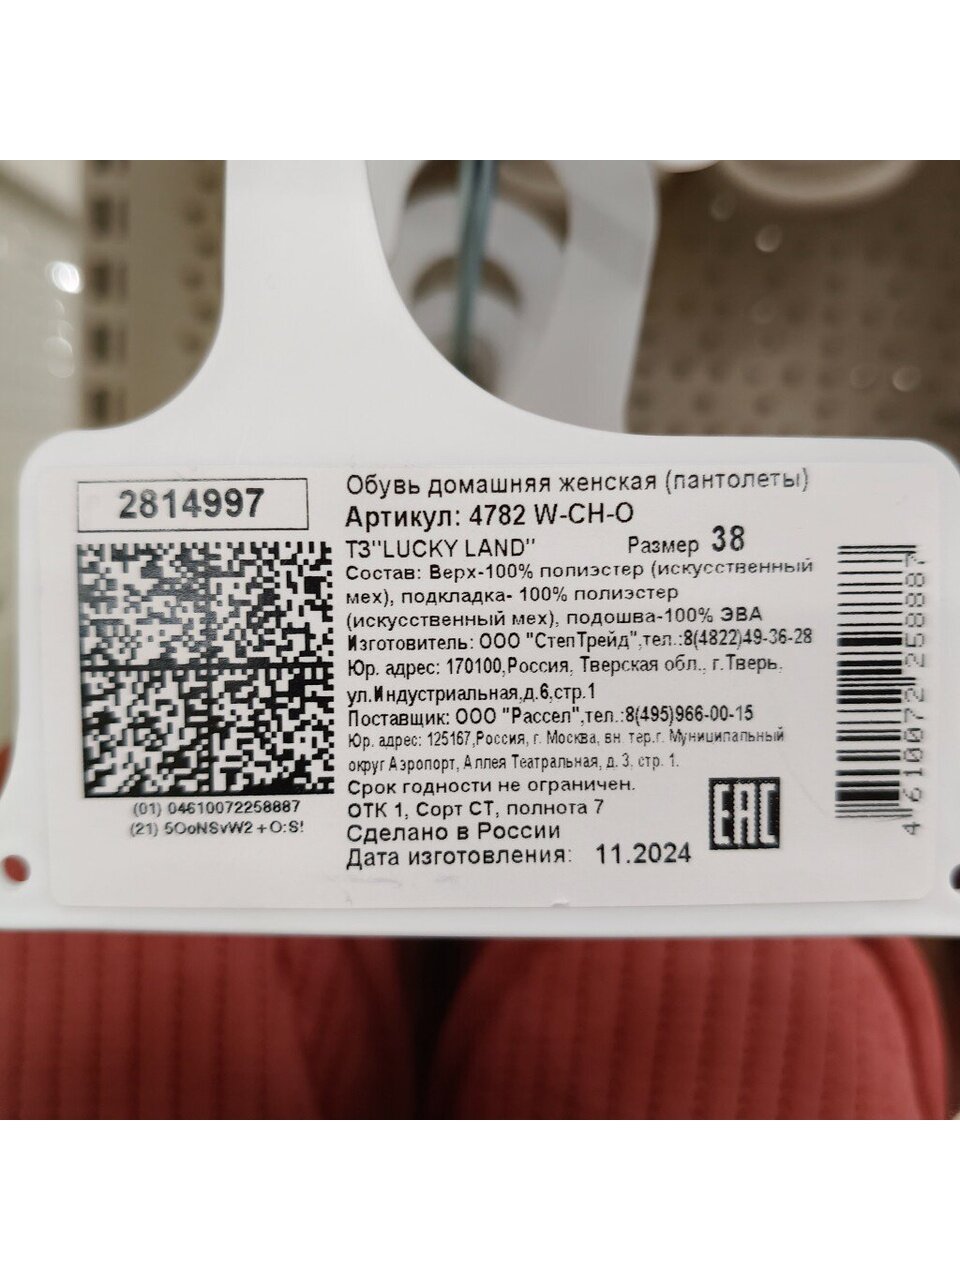 2814997
(01) 04610072258887
(21) 5OoNSvW2+O:S!
Обувь домашняя женская (пантолеты)
Артикул: 4782 W-CH-O
ТЗ"LUCKY LAND" Размер 38
Состав: Верх-100% полиэстер (искусственный
мех), подкладка- 100% полиэстер
(искусственный мех), подошва-100% ЭВА
Изготовитель: ООО "СтепТрейд",тел.:8(4822)49-36-28
Юр. адрес: 170100,Россия, Тверская обл., г.Тверь,
ул.Индустриальная,д.6,стр.1
Поставщик: ООО "Рассел",тел.:8(495)966-00-15
Юр. адрес: 125167,Россия, г. Москва, вн. тер.г. Муниципальный
округ Аэропорт, Аллея Театральная, д. 3, стр. 1.
Срок годности не ограничен.
ОТК 1, Сорт СТ, полнота 7
Сделано в России
Дата изготовления: 11.2024
EAC
4 610072 258887